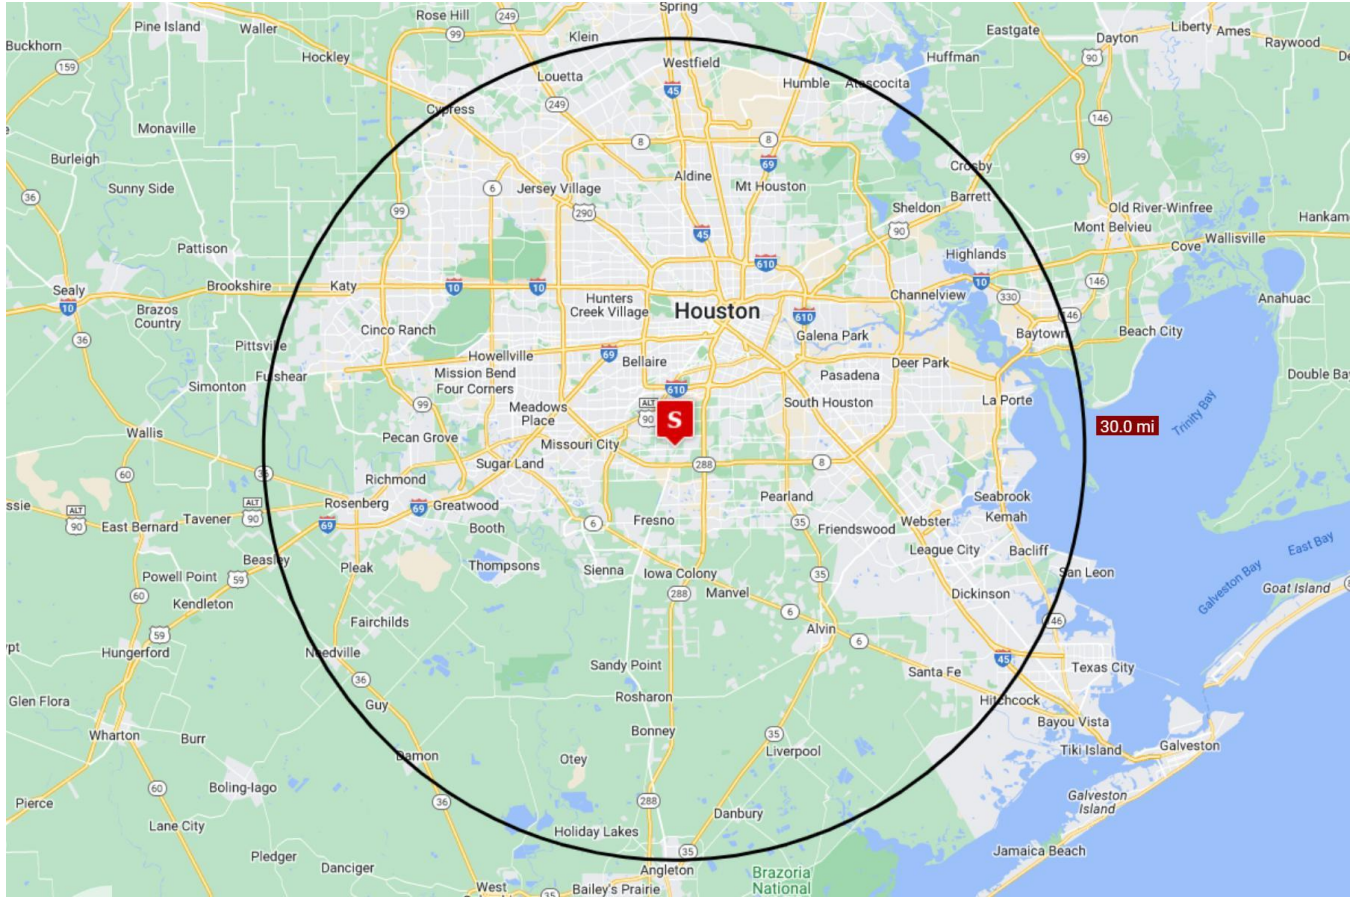 Spring
Rose Hill
249
Pine Island
Waller
99
Klein
Eastgate
Dayton
Liberty
Ames
Raywood
Buckhorn
159
Hockley
Louetta
Westfield
45
Humble
Atascocita
Huffman
90
Cypress
249
146
Monaville
8
8
69
99
Burleigh
Crosby
36
Sunny Side
6
Jersey Village
Aldine
Mt Houston
Barrett
99
290
Sheldon
Old River-Winfree
90
Mont Belvieu
Hankam
45
Pattison
Cove
Wallisville
610
Highlands
Sealy
10
Brookshire
Katy
10
10
10
146
Channelview
330
Anahuac
Brazos
Country
Hunters
Creek Village
Houston
610
146
Cinco Ranch
Galena Park
Baytown
Beach City
Pittsville
36
Howellville
69
Bellaire
Deer Park
Mission Bend
Four Corners
Fulshear
Simonton
610
Pasadena
Double Ba
99
Meadows
Place
ALT
90
S
South Houston
La Porte
Trinity Bay
30.0 mi
Wallis
Pecan Grove
Missouri City
Sugar Land
288
8
60
36
Richmond
Rosenberg
69
Greatwood
Pearland
Seabrook
ssie
ALT
90
East Bernard
Tavener
ALT
90
69
Booth
6
Fresno
35
Friendswood
Webster
Kemah
League City
Bacliff
East Bay
Beasley
Pleak
Thompsons
Sienna
Iowa Colony
35
San Leon
Galveston Bay
Goat Island
Powell Point
59
60
Kendleton
288
Manvel
Dickinson
6
Fairchilds
Alvin
6
146
59
Hungerford
Needville
45
Texas City
Sandy Point
Santa Fe
36
Glen Flora
Guy
Rosharon
Hitchcock
Wharton
Burr
Bonney
35
Bayou Vista
Damon
Otey
Liverpool
Tiki Island
Galveston
60
Boling-Iago
36
288
Galveston
Island
Pierce
Lane City
Holiday Lakes
Danbury
Pledger
35
Jamaica Beach
Danciger
Angleton
West
Bailey's Prairie
35
Brazoria
National